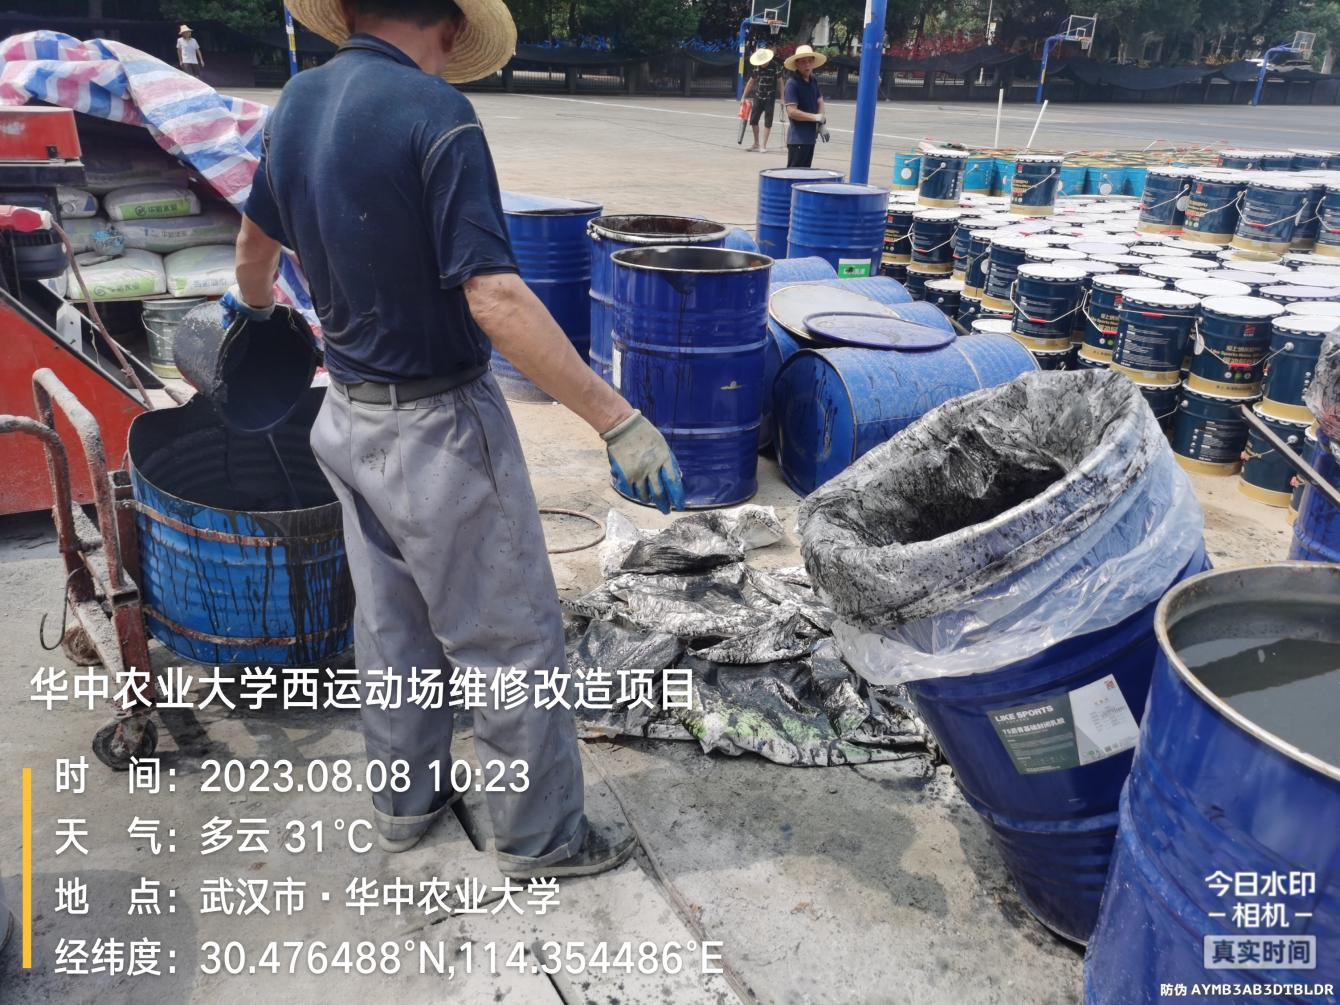 LIKE SPORTS
华中农业大学西运动场维修改造项目
时 间：2023.08.08 10:23
天 气：多云 31℃
地 点：武汉市·华中农业大学
经纬度：30.476488°N,114.354486°E
今日水印
-相机-
真实时间
防伪 AYMB3AB3DTBLDR